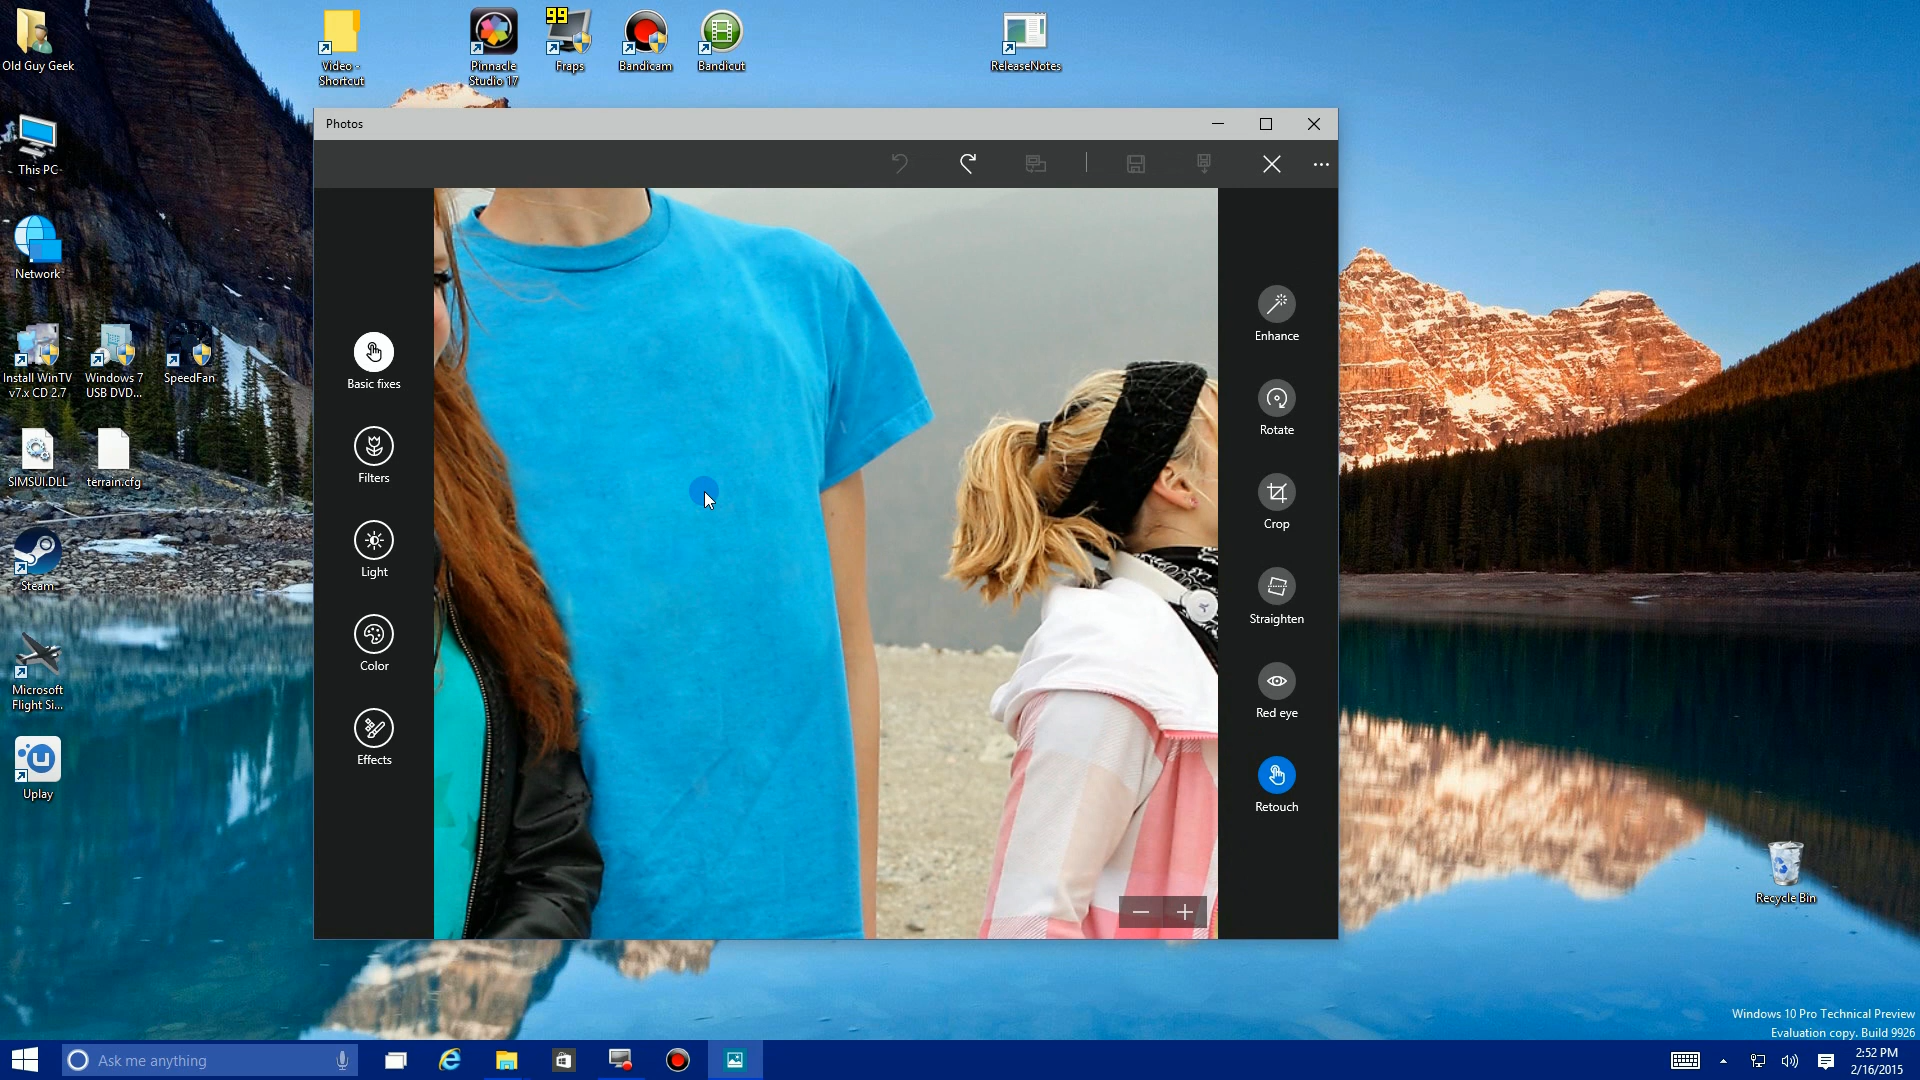 Old Guy Geek
Video -
Shortcut
Pinnacle
Studio 17
99
Fraps
Bandicam
Bandicut
ReleaseNotes
This PC
Network
Install WinTV
v7.x CD 2.7
Windows 7
USB DVD...
SpeedFan
SIMSUI.DLL
terrain.cfg
Steam
Microsoft
Flight Si...
Uplay
Photos
Basic fixes
Filters
Light
Color
Effects
Enhance
Rotate
Crop
Straighten
Red eye
Retouch
Recycle Bin
Windows 10 Pro Technical Preview
Evaluation copy. Build 9926
Ask me anything
2:52 PM
2/16/2015